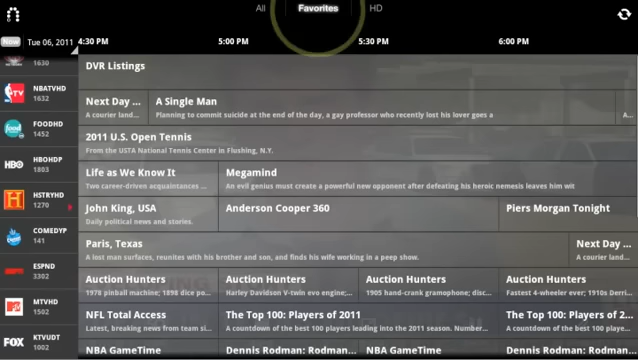 All Favorites HD
Now Tue 06, 2011 4:30 PM 5:00 PM 5:30 PM 6:00 PM
1630
DVR Listings
NBATVHD
1632
Next Day ... A Single Man
A courier land... Planning to commit suicide at the end of the day, a gay professor who recently lost his lover goes a A...
food
FOODHD
1452
2011 U.S. Open Tennis
From the USTA National Tennis Center in Flushing, N.Y.
HBO
HBOHDP
1803
Life as We Know It Megamind
Two career-driven acquaintances ... An evil genius must create a powerful new opponent after defeating his heroic nemesis leaves him wit
H
HSTRYHD
1270
John King, USA Anderson Cooper 360 Piers Morgan Tonight
Daily political news and stories.
COMEDYP
141
Paris, Texas Next Day ...
A lost man surfaces, reunites with his brother and son, and finds his wife working in a peep show. A courier land...
ESPND
3302
Auction Hunters Auction Hunters Auction Hunters Auction Hunters
1978 pinball machine; 1898 dice po... Harley Davidson V-twin evo engine;... 1905 hand-crank gramophone; disc... Fastest 4-wheeler ever; 1910s Derri...
MTVHD
1502
NFL Total Access The Top 100: Players of 2011 The Top 100: Players of 2...
Latest, breaking news from team si... A countdown of the best 100 players leading into the 2011 season. Number... A countdown of the best 100 playe...
FOX
KTVUDT
1002
NBA GameTime Dennis Rodman: Rodman... NBA GameTime Dennis Rodman: Rodman...